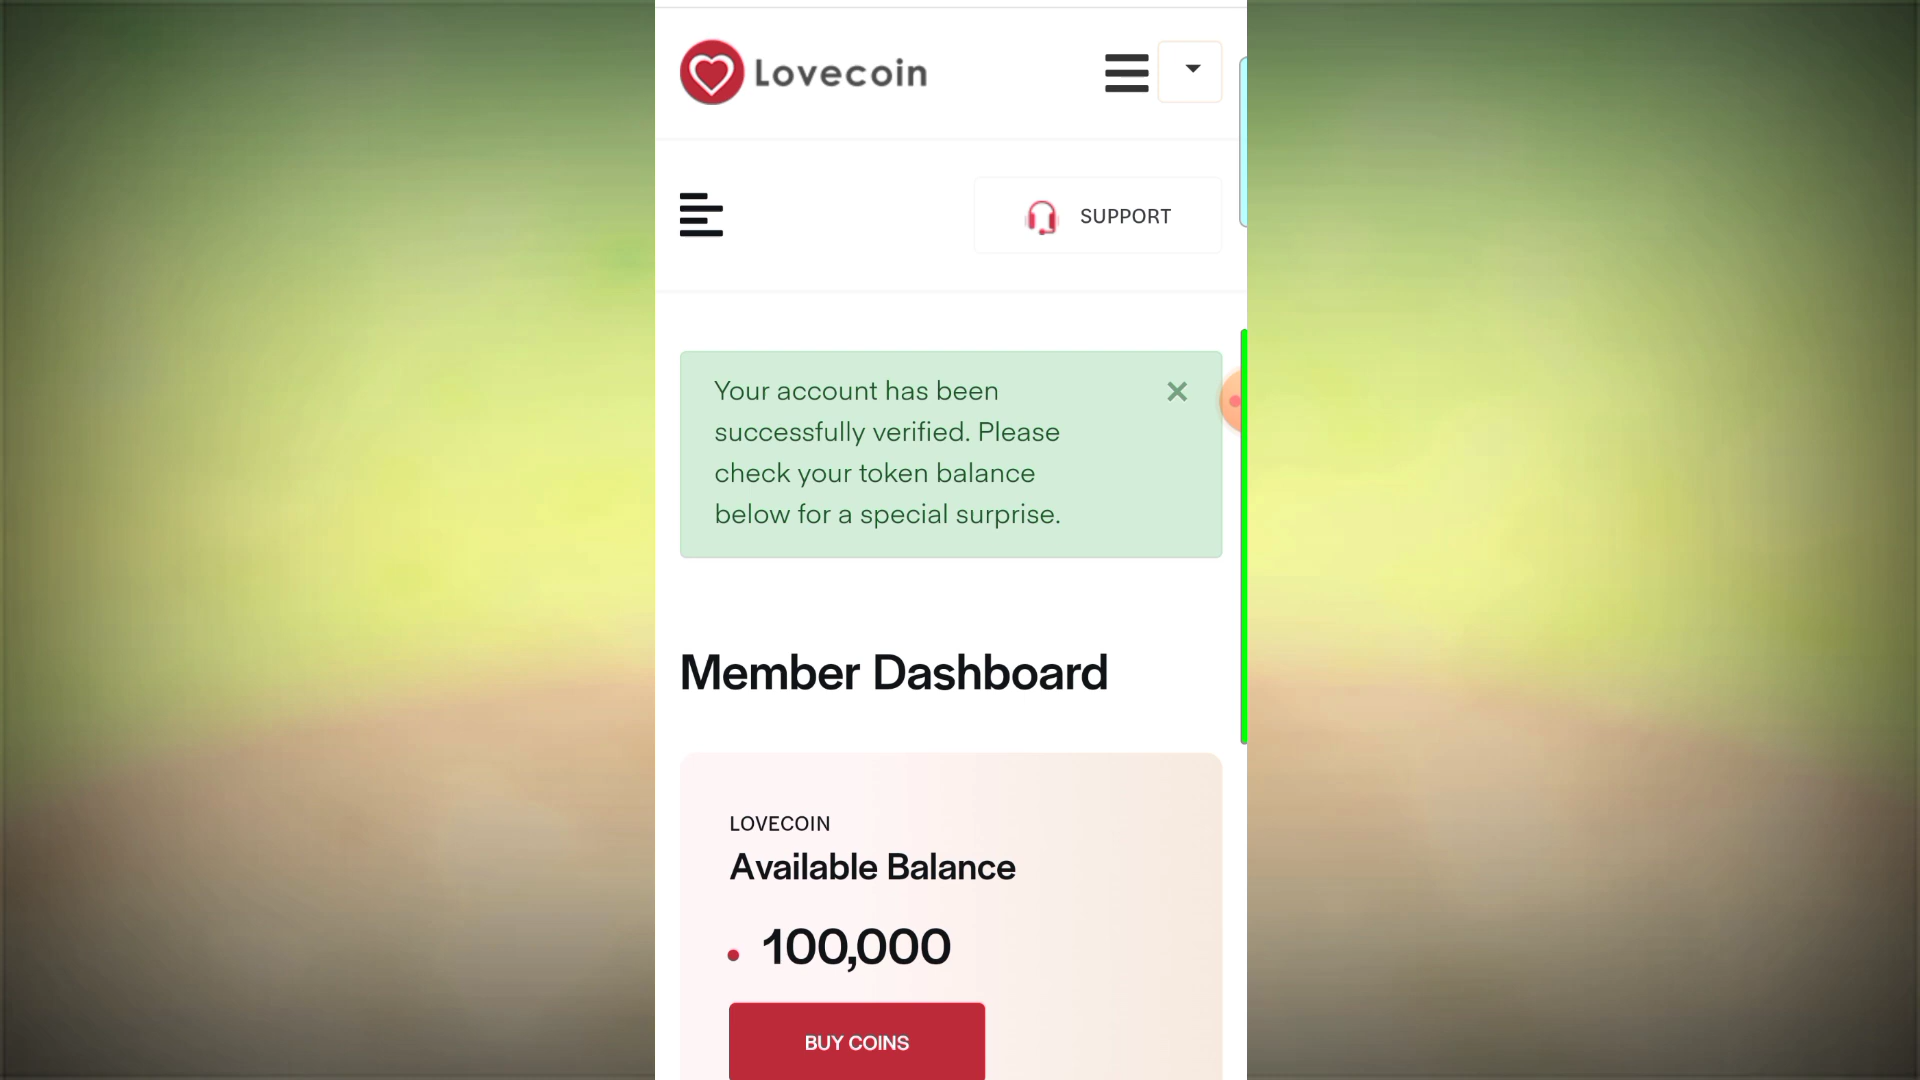 Lovecoin
SUPPORT
Your account has been
successfully verified. Please
check your token balance
below for a special surprise.
Member Dashboard
LOVECOIN
Available Balance
100,000
BUY COINS